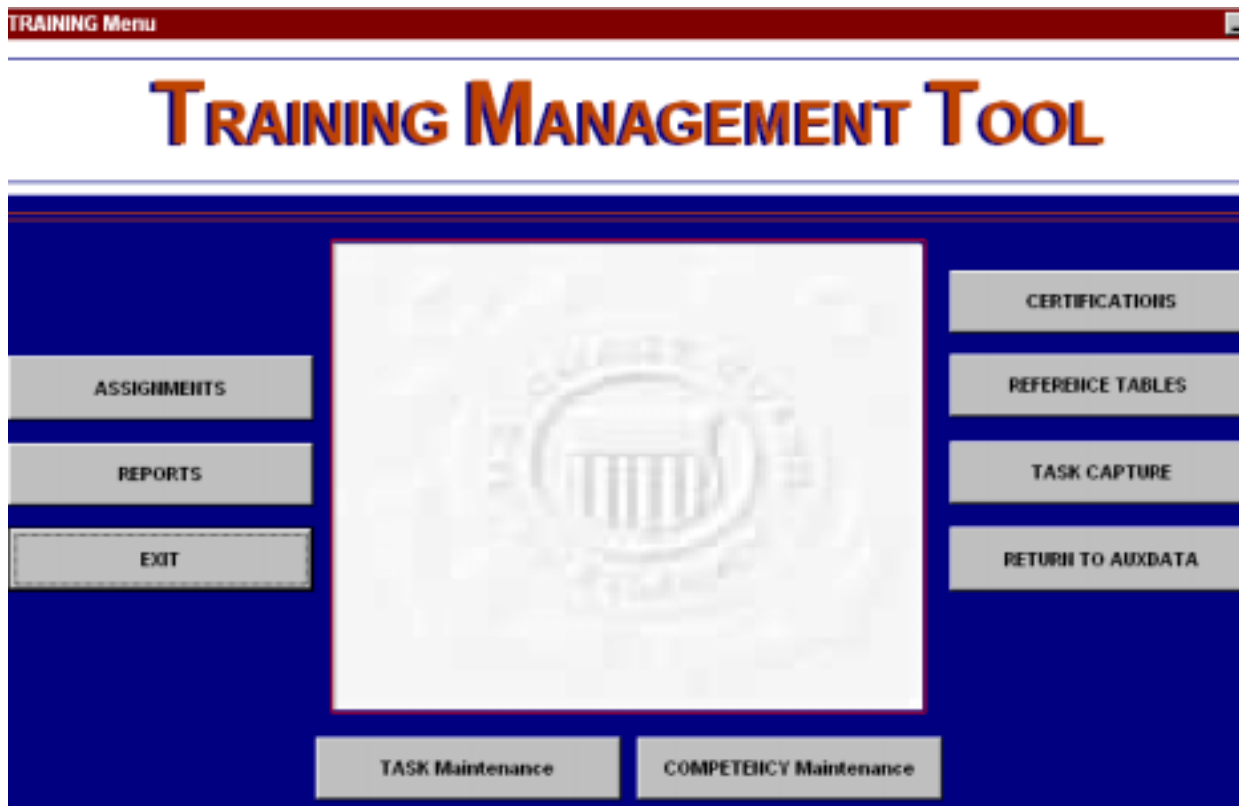 TRAINING Menu
TRAINING MANAGEMENT TOOL
ASSIGNMENTS
REPORTS
EXIT
CERTIFICATIONS
REFERENCE TABLES
TASK CAPTURE
RETURN TO AUXDATA
TASK Maintenance
COMPETENCY Maintenance